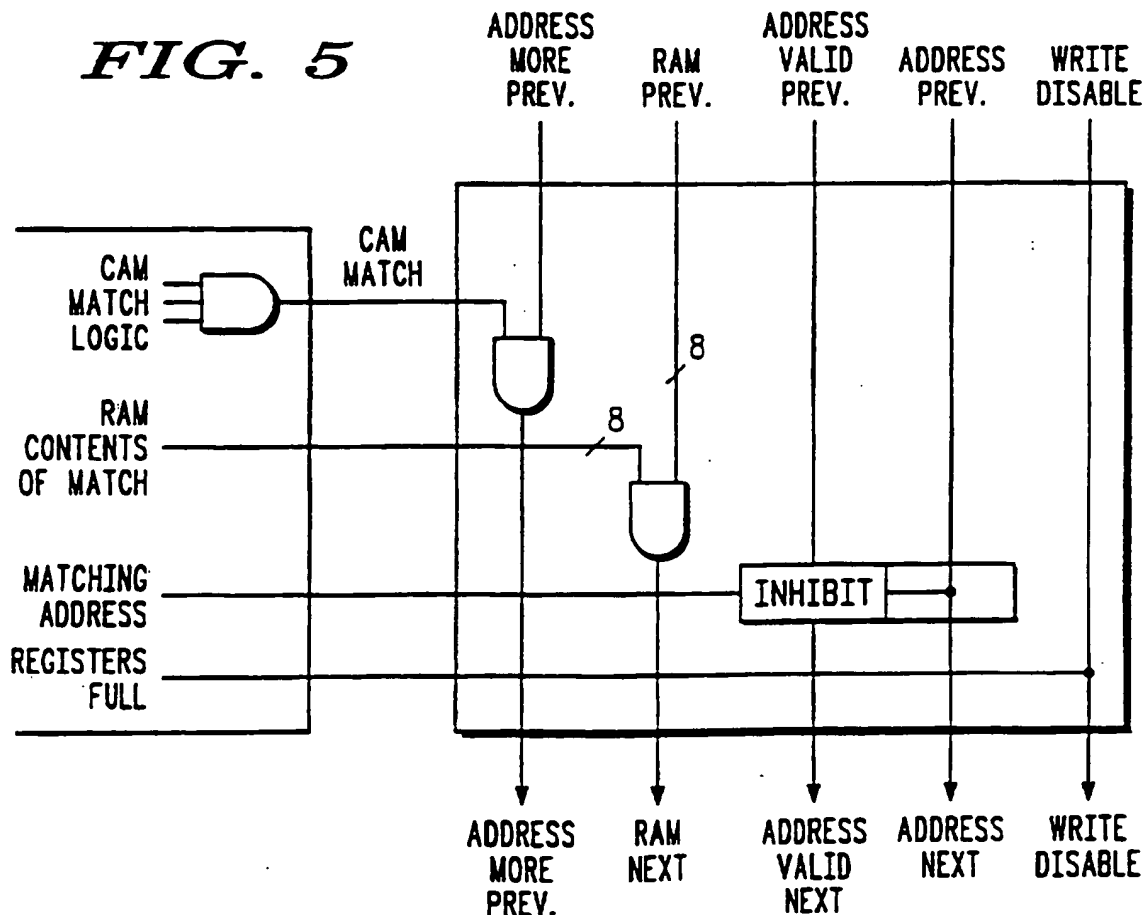 FIG. 5
ADDRESS
MORE
PREV.
RAM
PREV.
ADDRESS
VALID
PREV.
ADDRESS
PREV.
WRITE
DISABLE
CAM
MATCH
LOGIC
CAM
MATCH
8
RAM
CONTENTS
OF MATCH
8
MATCHING
ADDRESS
INHIBIT
REGISTERS
FULL
ADDRESS
MORE
PREV.
RAM
NEXT
ADDRESS
VALID
NEXT
ADDRESS
NEXT
WRITE
DISABLE